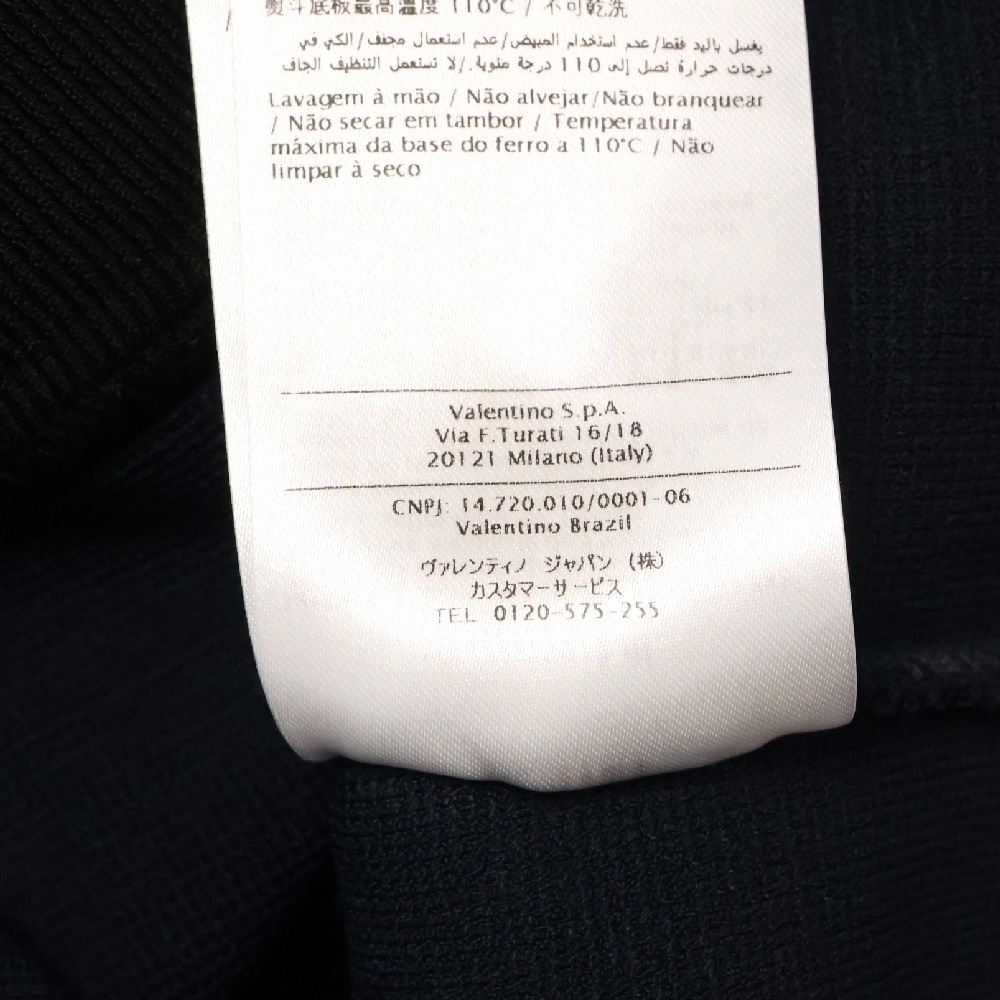 熨斗底板最高溫度 110°C / 不可乾洗
يغسل باليد فقط/عدم استخدام المبيض/عدم استعمال مجفف/الكي في
درجات حرارة تصل إلى 110 درجة مئوية./لا تستعمل التنظيف الجاف
Lavagem à mão / Não alvejar/Não branquear
/ Não secar em tambor / Temperatura
máxima da base do ferro a 110°C / Não
limpar à seco
Valentino S.p.A.
Via F.Turati 16/18
20121 Milano (Italy)
CNPJ: 14.720.010/0001-06
Valentino Brazil
ヴァレンティノ ジャパン (株)
カスタマーサービス
TEL 0120-575-255